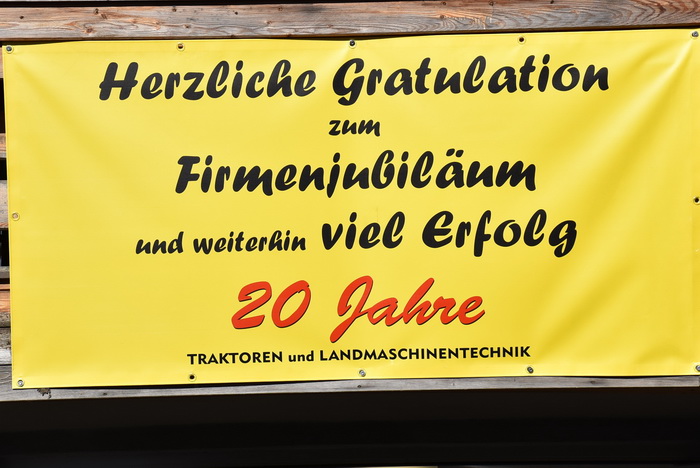 Herzliche Gratulation
zum
Firmenjubiläum
und weiterhin viel Erfolg
20 Jahre
TRAKTOREN und LANDMASCHINENTECHNIK